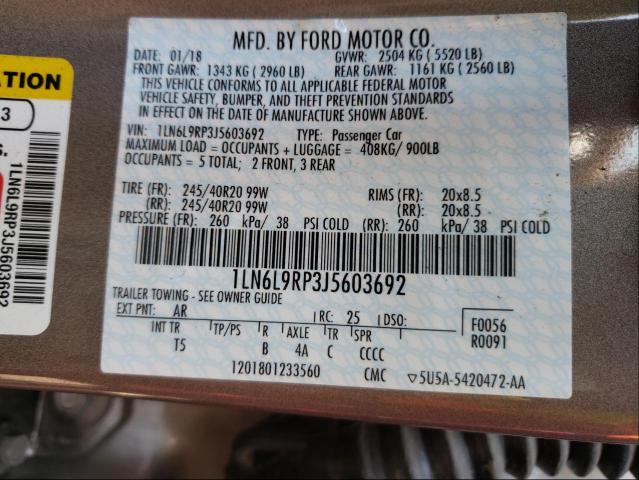 MFD. BY FORD MOTOR CO.
DATE: 01/18 GVWR: 2504 KG ( 5520 LB)
FRONT GAWR: 1343 KG (2960 LB) REAR GAWR: 1161 KG ( 2560 LB)
THIS VEHICLE CONFORMS TO ALL APPLICABLE FEDERAL MOTOR
VEHICLE SAFETY, BUMPER, AND THEFT PREVENTION STANDARDS
IN EFFECT ON THE DATE OF MANUFACTURE SHOWN ABOVE.
VIN: 1LN6L9RP3J5603692 TYPE: Passenger Car
MAXIMUM LOAD = OCCUPANTS + LUGGAGE = 408KG/ 900LB
OCCUPANTS = 5 TOTAL; 2 FRONT, 3 REAR
TIRE (FR): 245/40R20 99W RIMS (FR): 20x8.5
(RR): 245/40R20 99W (RR): 20x8.5
PRESSURE (FR): 260 kPa/ 38 PSI COLD (RR): 260 kPa/ 38 PSI COLD
1LN6L9RP3J5603692
TRAILER TOWING - SEE OWNER GUIDE
EXT PNT: AR RC: 25 DSO: F0056
INT TR TP/PS R AXLE TR SPR R0091
T5 B 4A C CCCC
1201801233560 CMC ▽5U5A-5420472-AA
ATION
3
S.
1LN6L9RP3J5603692